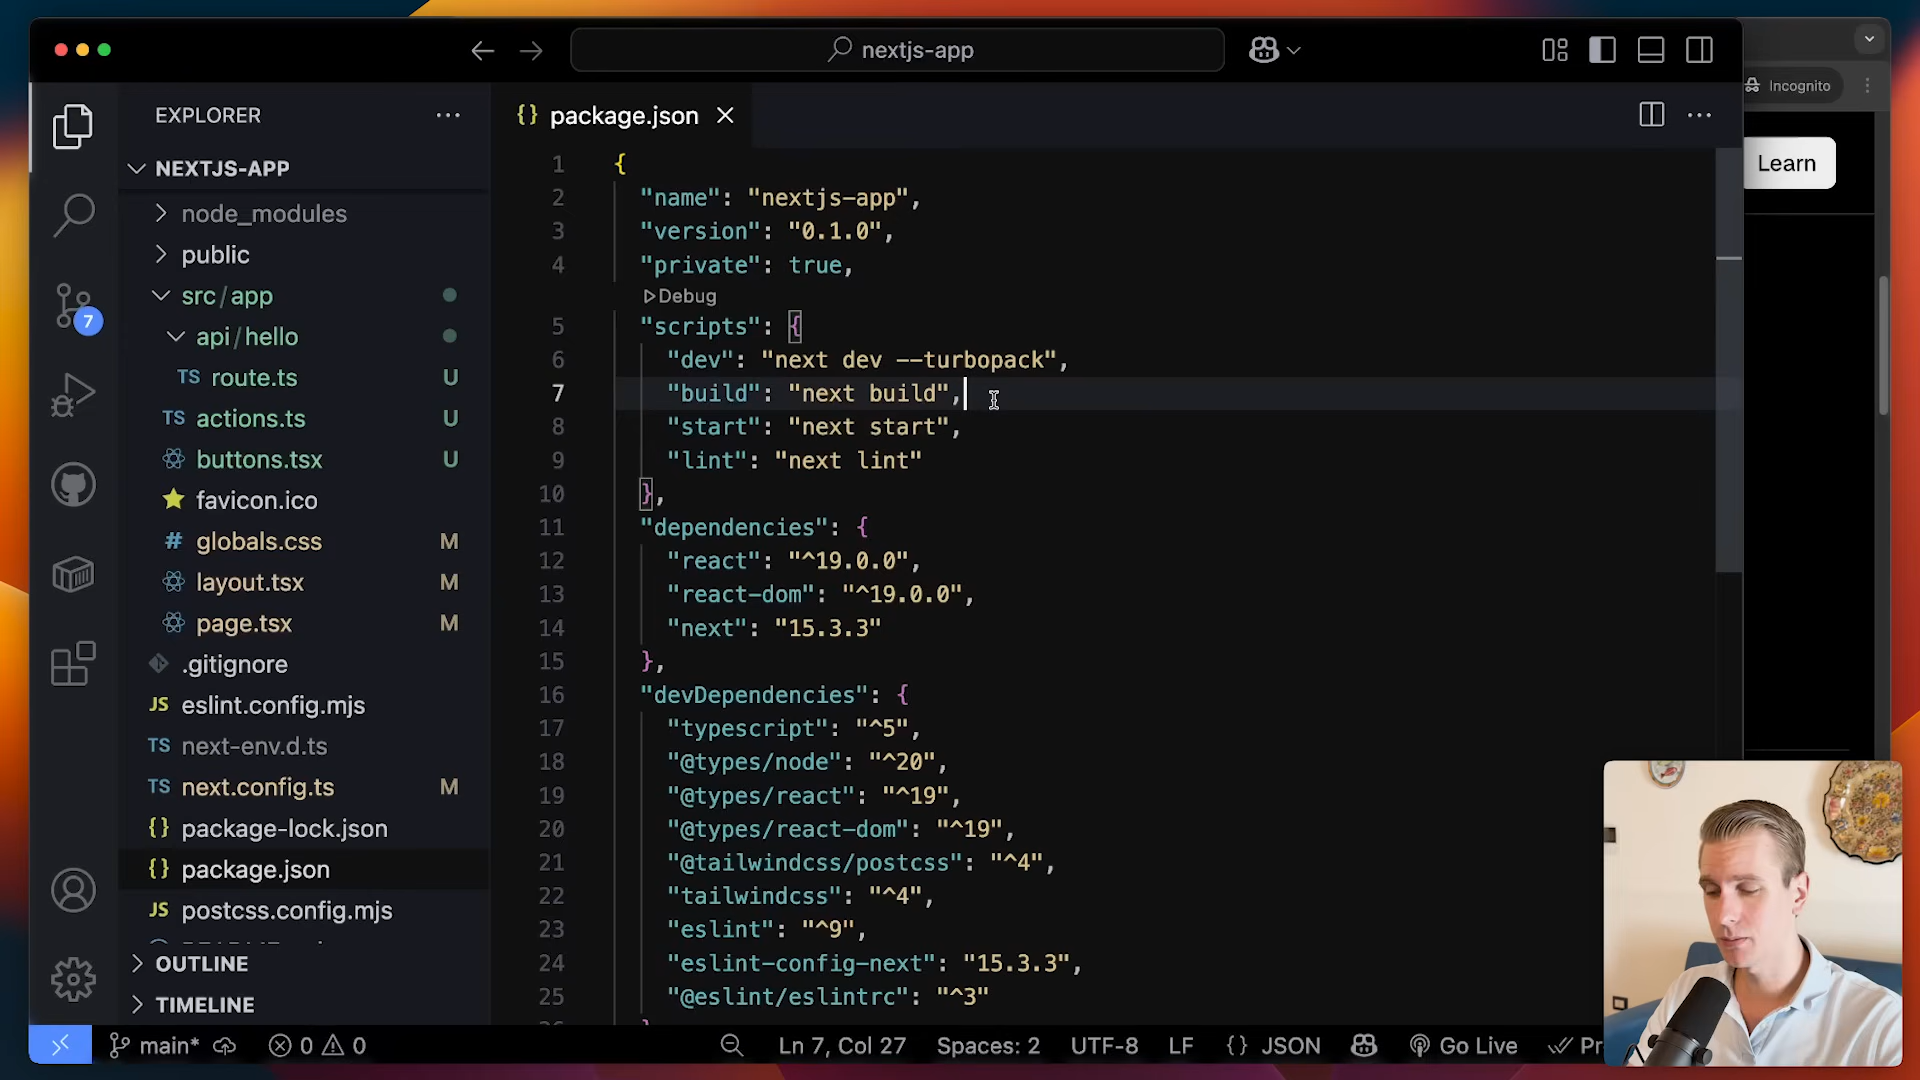 nextjs-app
Incognito
EXPLORER
package.json
Learn
NEXTJS-APP
node_modules
public
src/app
api/hello
TS route.ts U
TS actions.ts U
buttons.tsx U
favicon.ico
# globals.css M
layout.tsx M
page.tsx M
.gitignore
JS eslint.config.mjs
TS next-env.d.ts
TS next.config.ts M
{} package-lock.json
{} package.json
JS postcss.config.mjs
OUTLINE
TIMELINE
7
1 {
2 "name": "nextjs-app",
3 "version": "0.1.0",
4 "private": true,
Debug
5 "scripts": {
6 "dev": "next dev --turbopack",
7 "build": "next build",
8 "start": "next start",
9 "lint": "next lint"
10 },
11 "dependencies": {
12 "react": "^19.0.0",
13 "react-dom": "^19.0.0",
14 "next": "15.3.3"
15 },
16 "devDependencies": {
17 "typescript": "^5",
18 "@types/node": "^20",
19 "@types/react": "^19",
20 "@types/react-dom": "^19",
21 "@tailwindcss/postcss": "^4",
22 "tailwindcss": "^4",
23 "eslint": "^9",
24 "eslint-config-next": "15.3.3",
25 "@eslint/eslintrc": "^3"
main* 0 0 Ln 7, Col 27 Spaces: 2 UTF-8 LF {} JSON Go Live